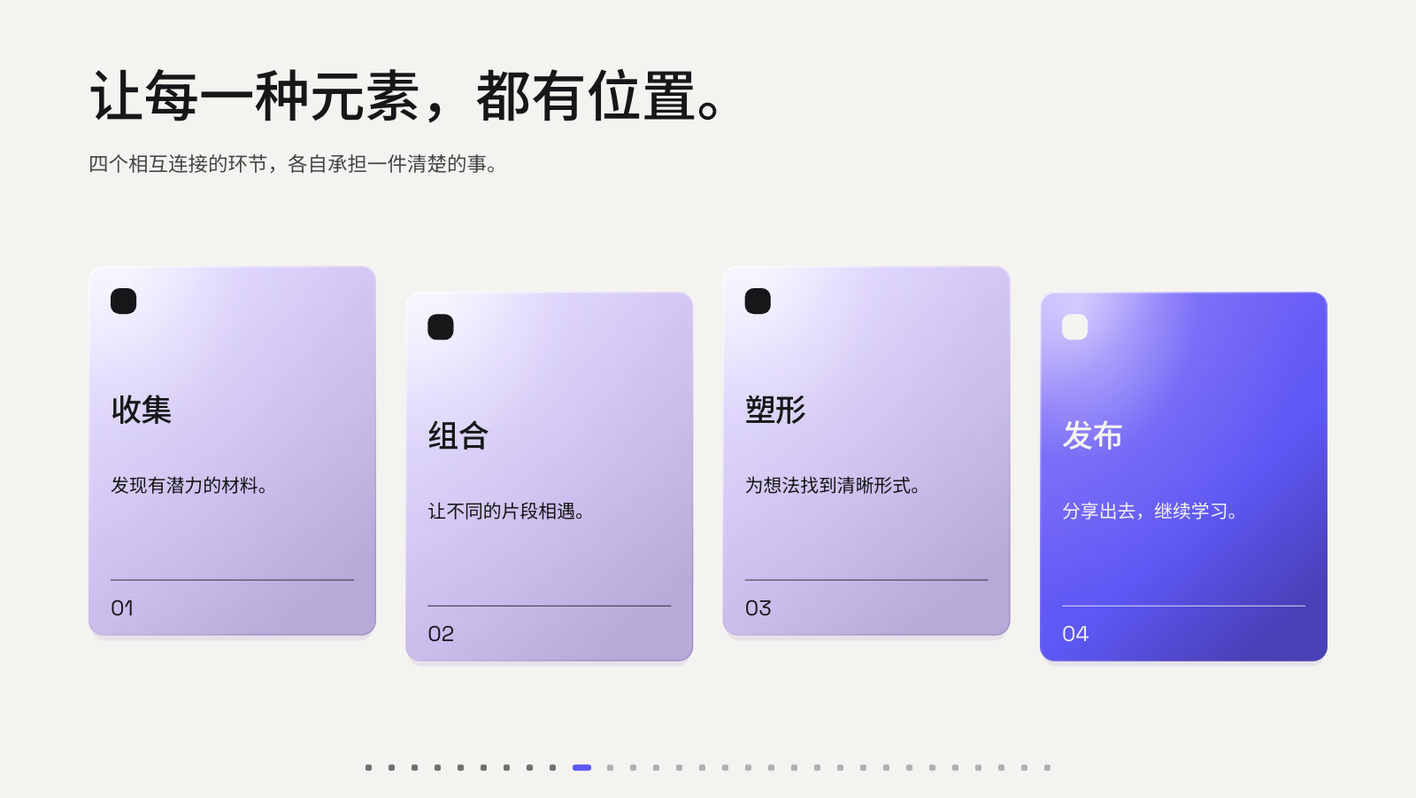 让每一种元素，都有位置。
四个相互连接的环节，各自承担一件清楚的事。
收集
发现有潜力的材料。
01
组合
让不同的片段相遇。
02
塑形
为想法找到清晰形式。
03
发布
分享出去，继续学习。
04